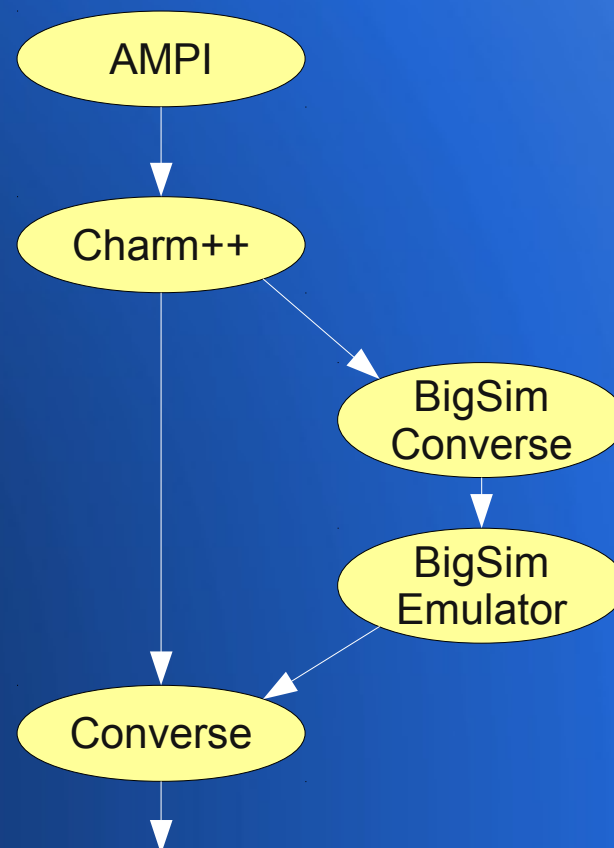 AMPI
Charm++
BigSim
Converse
BigSim
Emulator
Converse